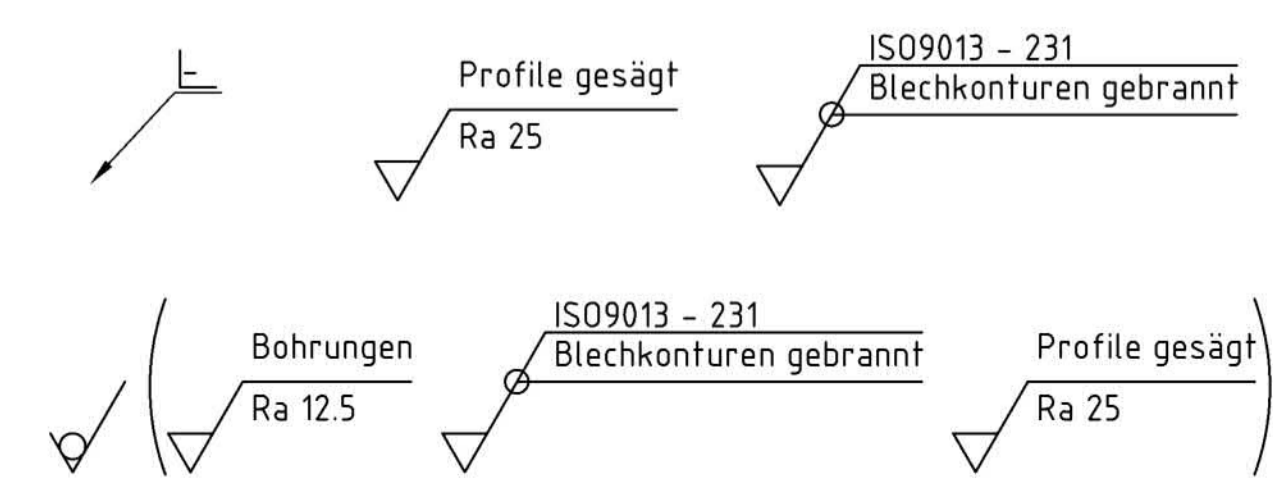 Profile gesägt
Ra 25
ISO9013 - 231
Blechkonturen gebrannt
Bohrungen
Ra 12.5
ISO9013 - 231
Blechkonturen gebrannt
Profile gesägt
Ra 25